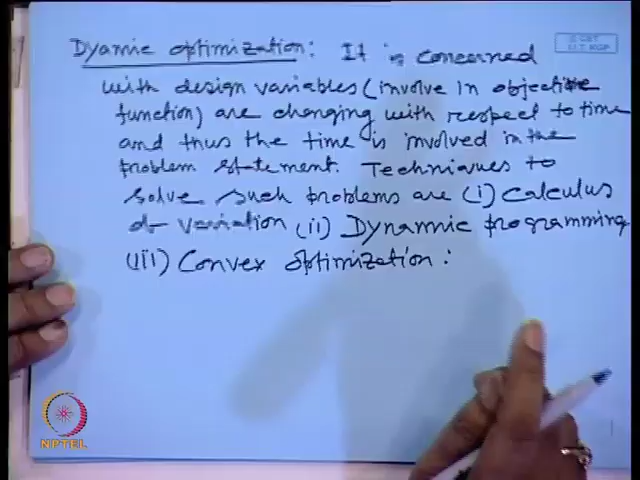 Dyamic optimization: It is concerned
with design variables (involve in objective
function) are changing with respect to time
and thus the time is involved in the
problem statement. Techniques to
solve such problems are (i) calculus
of variation (ii) Dynamic programming
(iii) Convex optimization:
I.I.T. KGP
NPTEL